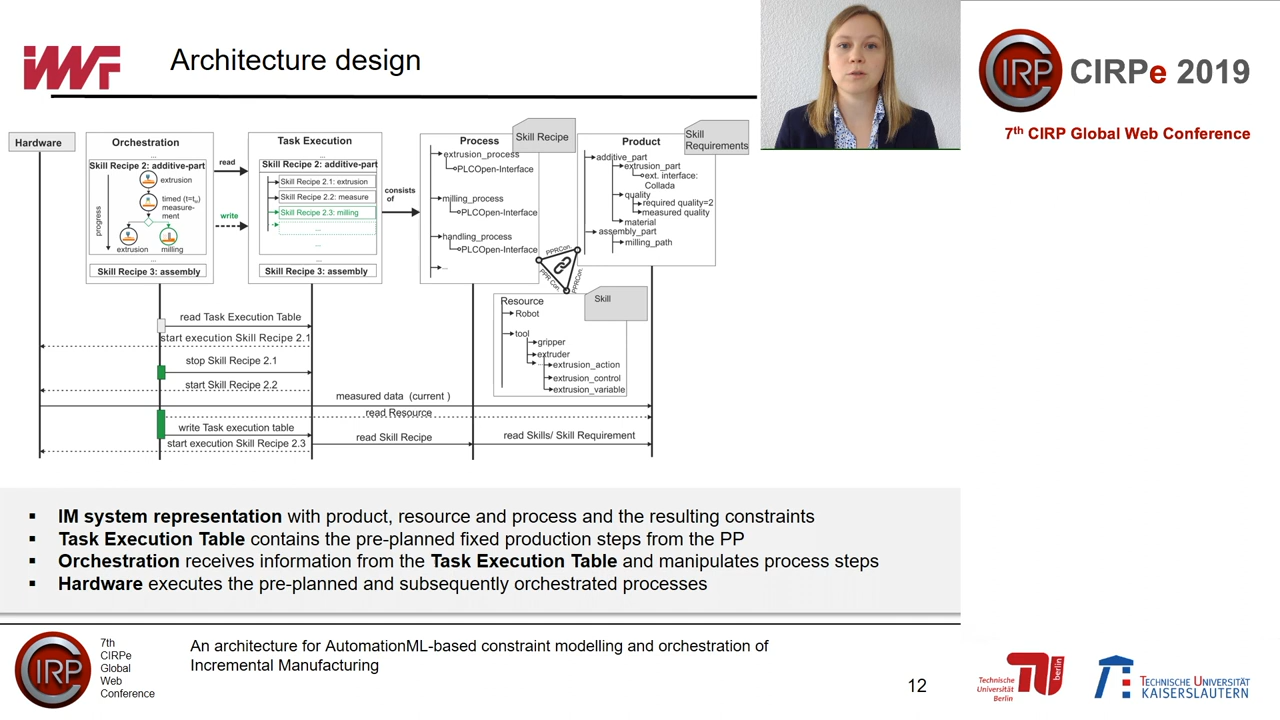 iWF
Architecture design
CIRP
CIRPe 2019
7th CIRP Global Web Conference
Hardware
Orchestration
...
Skill Recipe 2: additive-part
extrusion
timed (t=tx)
measure-
ment
progress
extrusion
milling
...
Skill Recipe 3: assembly
read
write
Task Execution
...
Skill Recipe 2: additive-part
Skill Recipe 2.1: extrusion
Skill Recipe 2.2: measure
Skill Recipe 2.3: milling
...
...
Skill Recipe 3: assembly
consists
of
Process
Skill Recipe
extrusion_process
PLCOpen-Interface
milling_process
PLCOpen-Interface
handling_process
PLCOpen-Interface
...
Product
Skill
Requirements
additive_part
extrusion_part
ext. interface:
Collada
quality
required quality=2
measured quality
material
assembly_part
milling_path
PPRCon.
PPR Con.
PPRCon.
Resource
Skill
Robot
tool
gripper
extruder
...
extrusion_action
extrusion_control
extrusion_variable
read Task Execution Table
start execution Skill Recipe 2.1
stop Skill Recipe 2.1
start Skill Recipe 2.2
measured data (current )
read Resource
write Task execution table
start execution Skill Recipe 2.3
read Skill Recipe
read Skills/ Skill Requirement
▪ IM system representation with product, resource and process and the resulting constraints
▪ Task Execution Table contains the pre-planned fixed production steps from the PP
▪ Orchestration receives information from the Task Execution Table and manipulates process steps
▪ Hardware executes the pre-planned and subsequently orchestrated processes
CIRP
7th
CIRPe
Global
Web
Conference
An architecture for AutomationML-based constraint modelling and orchestration of
Incremental Manufacturing
12
Technische
Universität
Berlin
berlin
TECHNISCHE UNIVERSITÄT
KAISERSLAUTERN